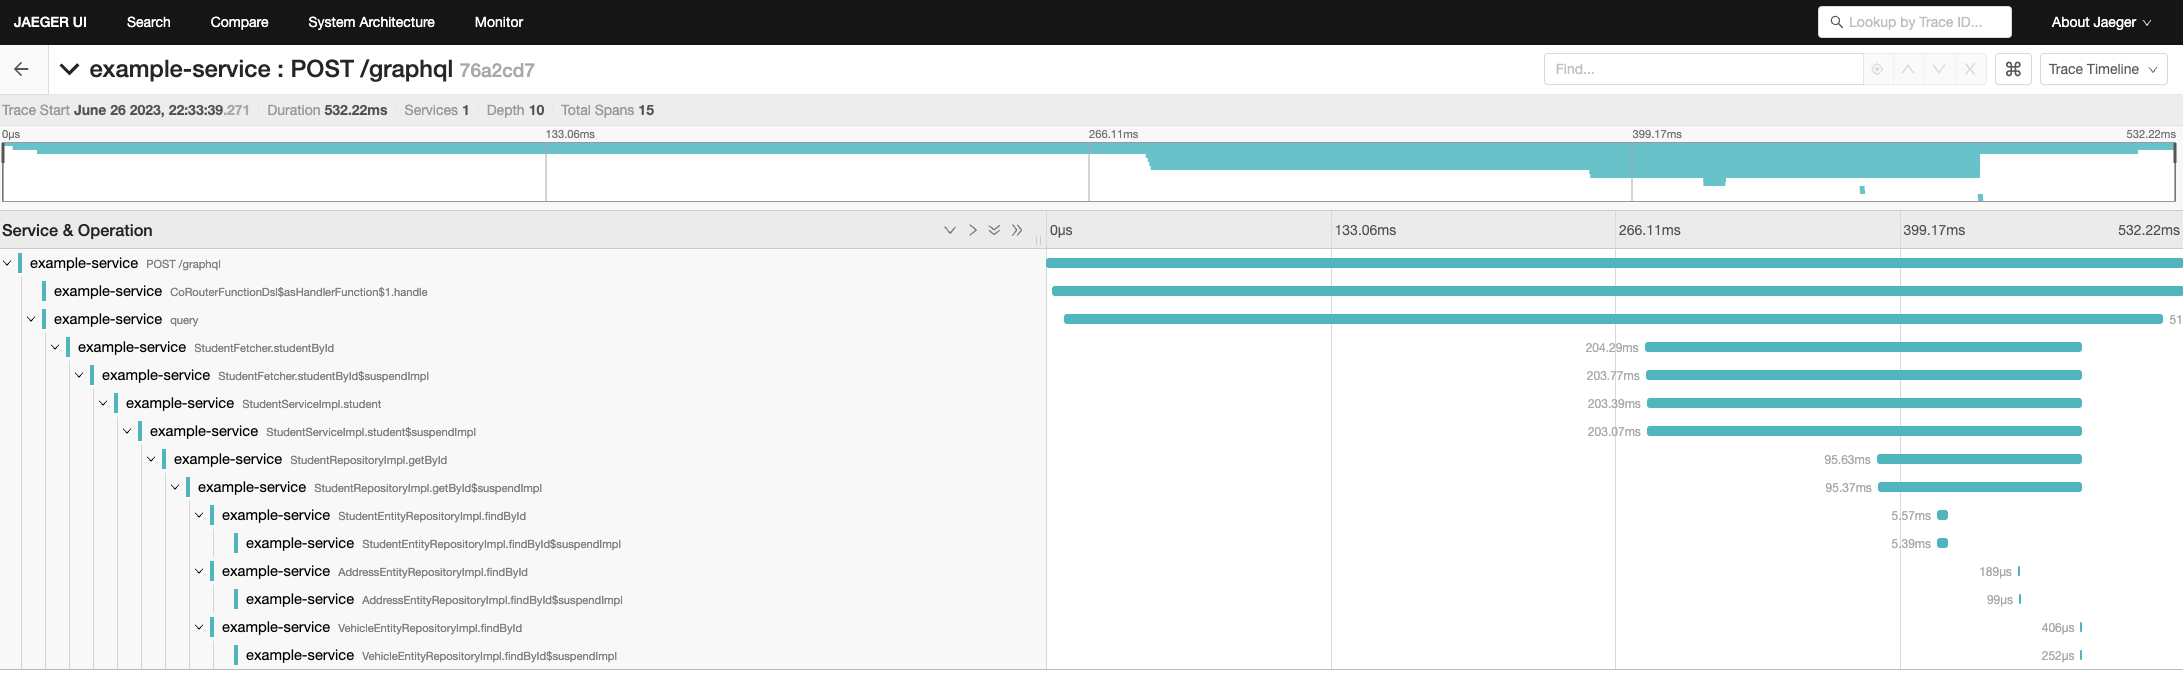 JAEGER UI Search Compare System Architecture Monitor Lookup by Trace ID... About Jaeger
example-service : POST /graphql 76a2cd7 Find... ⌘ Trace Timeline
Trace Start June 26 2023, 22:33:39.271 Duration 532.22ms Services 1 Depth 10 Total Spans 15
0μs 133.06ms 266.11ms 399.17ms 532.22ms
Service & Operation 0μs 133.06ms 266.11ms 399.17ms 532.22ms
example-service POST /graphql
example-service CoRouterFunctionDsl$asHandlerFunction$1.handle
example-service query 51
example-service StudentFetcher.studentById 204.29ms
example-service StudentFetcher.studentById$suspendImpl 203.77ms
example-service StudentServiceImpl.student 203.39ms
example-service StudentServiceImpl.student$suspendImpl 203.07ms
example-service StudentRepositoryImpl.getById 95.63ms
example-service StudentRepositoryImpl.getById$suspendImpl 95.37ms
example-service StudentEntityRepositoryImpl.findById 5.57ms
example-service StudentEntityRepositoryImpl.findById$suspendImpl 5.39ms
example-service AddressEntityRepositoryImpl.findById 189μs
example-service AddressEntityRepositoryImpl.findById$suspendImpl 99μs
example-service VehicleEntityRepositoryImpl.findById 406μs
example-service VehicleEntityRepositoryImpl.findById$suspendImpl 252μs